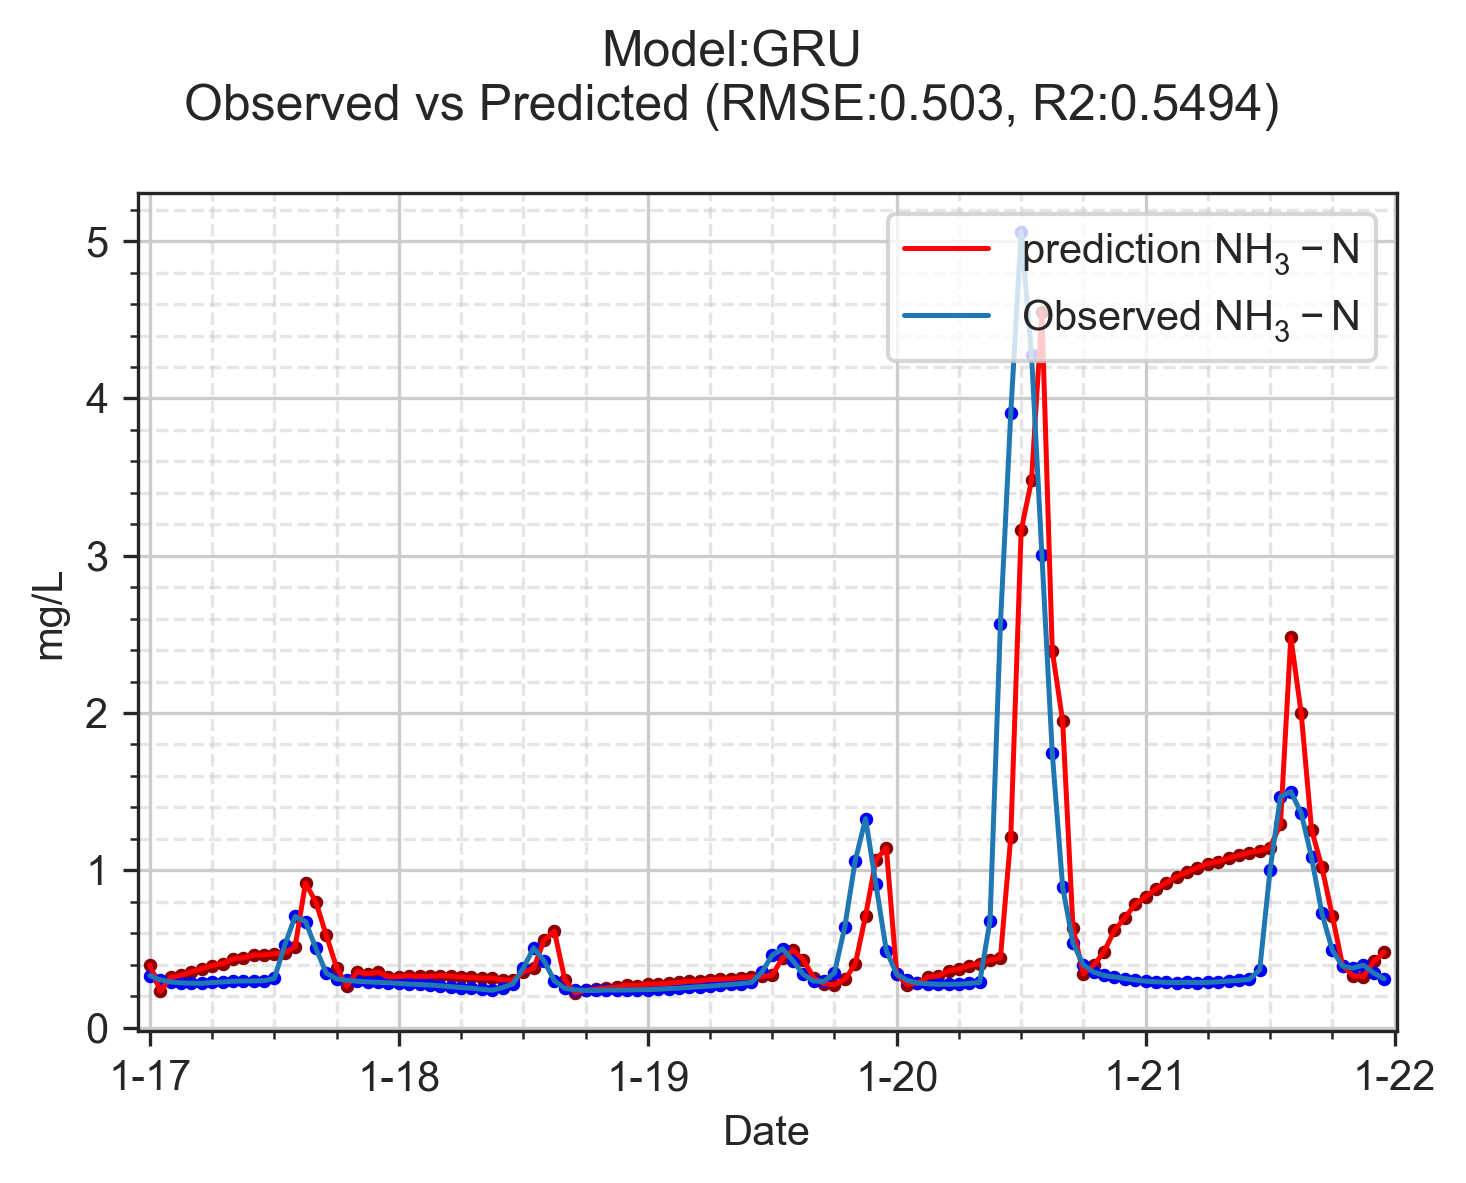 Model:GRU
Observed vs Predicted (RMSE:0.503, R2:0.5494)
prediction NH₃ − N
Observed NH₃ − N
5
4
3
2
1
0
mg/L
1-17 1-18 1-19 1-20 1-21 1-22
Date